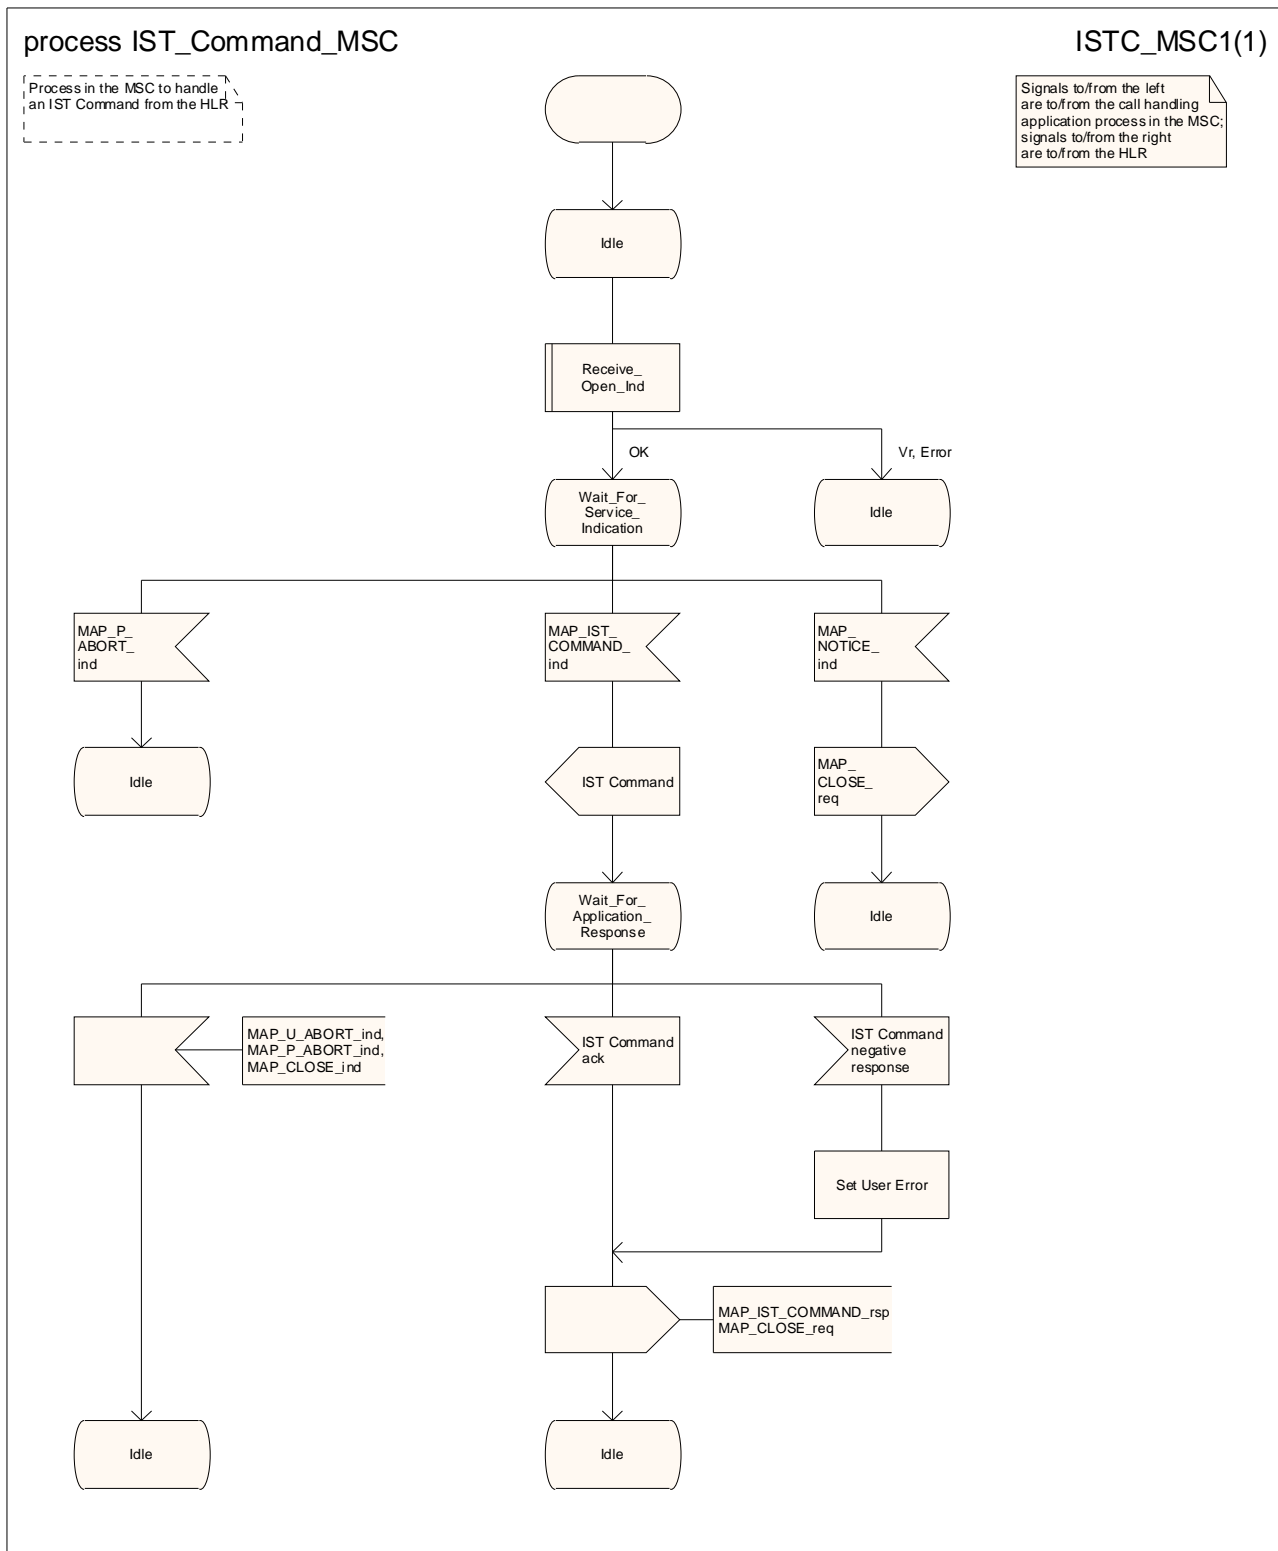 process IST_Command_MSC
ISTC_MSC1(1)
Process in the MSC to handle
an IST Command from the HLR
Signals to/from the left
are to/from the call handling
application process in the MSC;
signals to/from the right
are to/from the HLR
Idle
Receive_
Open_Ind
OK
Vr, Error
Wait_For_
Service_
Indication
Idle
MAP_P_
ABORT_
ind
MAP_IST_
COMMAND_
ind
MAP_
NOTICE_
ind
Idle
IST Command
MAP_
CLOSE_
req
Wait_For_
Application_
Response
Idle
MAP_U_ABORT_ind,
MAP_P_ABORT_ind,
MAP_CLOSE_ind
IST Command
ack
IST Command
negative
response
Set User Error
MAP_IST_COMMAND_rsp
MAP_CLOSE_req
Idle
Idle